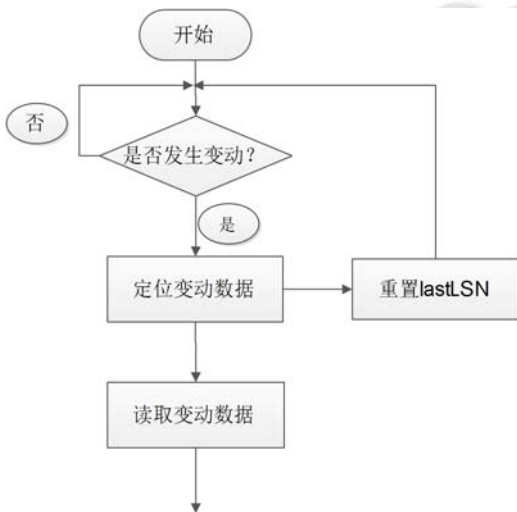 开始
否
是否发生变动？
是
定位变动数据
重置lastLSN
读取变动数据